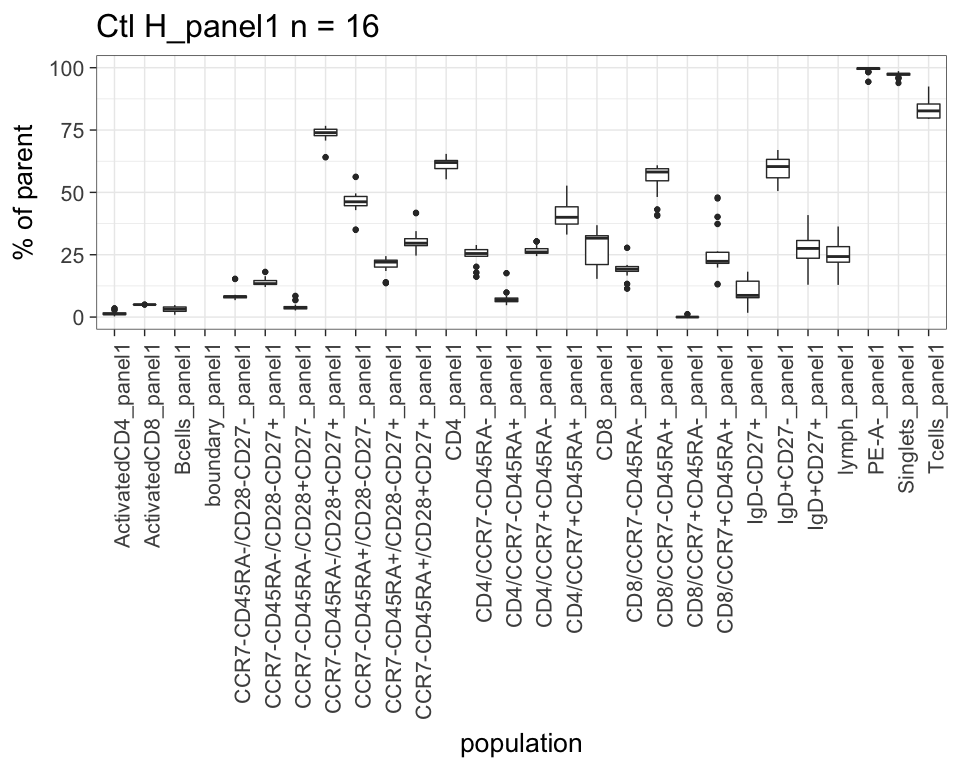 Ctl H_panel1 n = 16
% of parent
100
75
50
25
0
ActivatedCD4_panel1
ActivatedCD8_panel1
Bcells_panel1
boundary_panel1
CCR7-CD45RA-/CD28-CD27-_panel1
CCR7-CD45RA-/CD28-CD27+_panel1
CCR7-CD45RA-/CD28+CD27-_panel1
CCR7-CD45RA-/CD28+CD27+_panel1
CCR7-CD45RA+/CD28-CD27-_panel1
CCR7-CD45RA+/CD28-CD27+_panel1
CCR7-CD45RA+/CD28+CD27+_panel1
CD4_panel1
CD4/CCR7-CD45RA-_panel1
CD4/CCR7-CD45RA+_panel1
CD4/CCR7+CD45RA-_panel1
CD4/CCR7+CD45RA+_panel1
CD8_panel1
CD8/CCR7-CD45RA-_panel1
CD8/CCR7-CD45RA+_panel1
CD8/CCR7+CD45RA-_panel1
CD8/CCR7+CD45RA+_panel1
IgD-CD27+_panel1
IgD+CD27-_panel1
IgD+CD27+_panel1
lymph_panel1
PE-A-_panel1
Singlets_panel1
Tcells_panel1
population